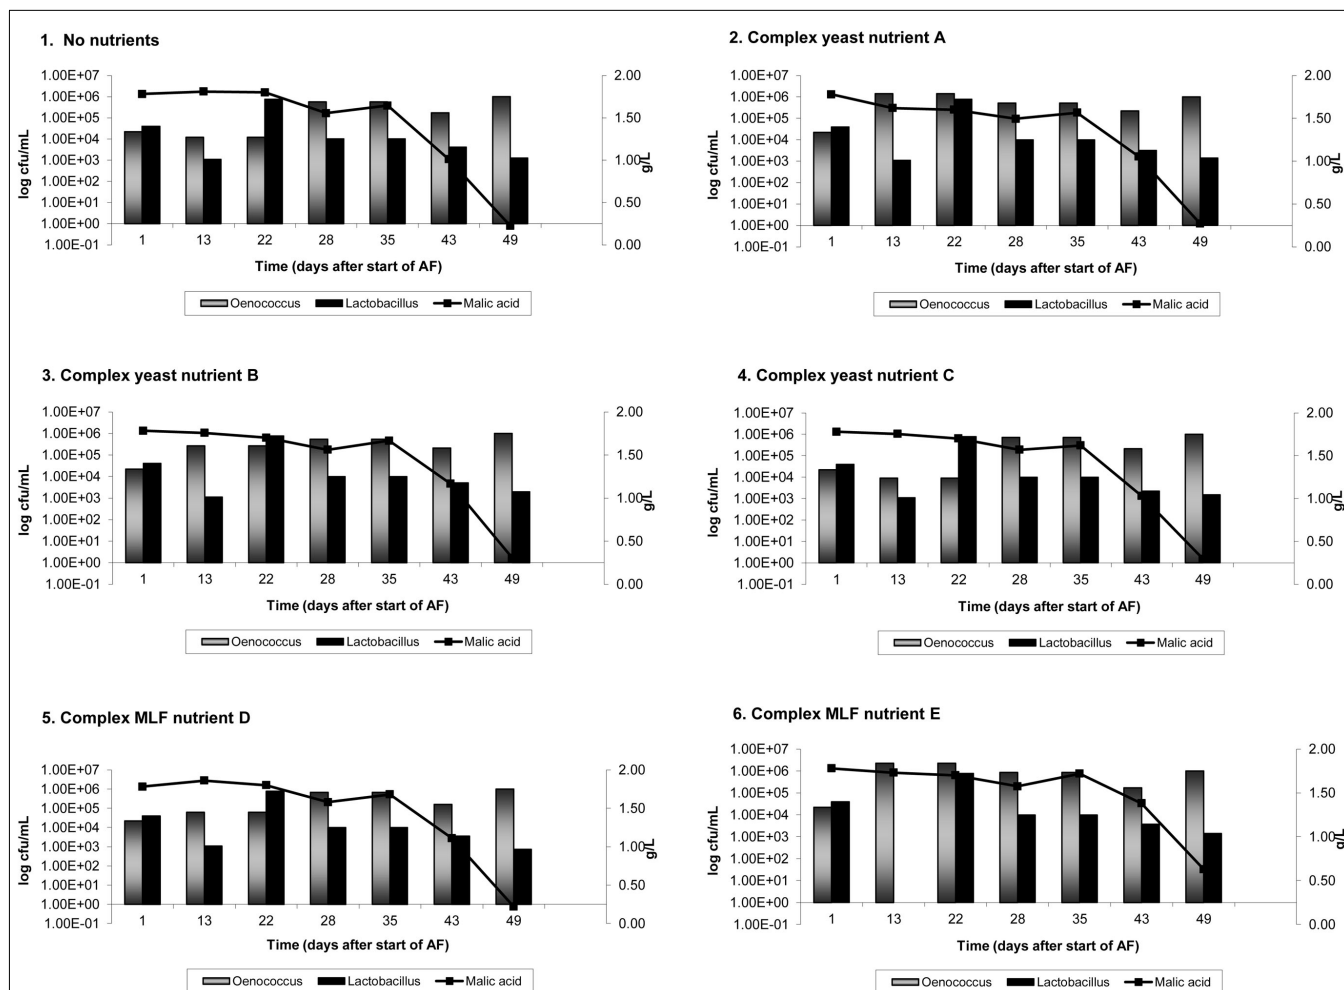 1. No nutrients
1.00E+07
1.00E+06
1.00E+05
1.00E+04
1.00E+03
1.00E+02
1.00E+01
1.00E+00
1.00E-01
log cfu/mL
2.00
1.50
1.00
0.50
0.00
g/L
1 13 22 28 35 43 49
Time (days after start of AF)
Oenococcus Lactobacillus Malic acid
2. Complex yeast nutrient A
1.00E+07
1.00E+06
1.00E+05
1.00E+04
1.00E+03
1.00E+02
1.00E+01
1.00E+00
1.00E-01
log cfu/mL
2.00
1.50
1.00
0.50
0.00
g/L
1 13 22 28 35 43 49
Time (days after start of AF)
Oenococcus Lactobacillus Malic acid
3. Complex yeast nutrient B
1.00E+07
1.00E+06
1.00E+05
1.00E+04
1.00E+03
1.00E+02
1.00E+01
1.00E+00
1.00E-01
log cfu/mL
2.00
1.50
1.00
0.50
0.00
g/L
1 13 22 28 35 43 49
Time (days after start of AF)
Oenococcus Lactobacillus Malic acid
4. Complex yeast nutrient C
1.00E+07
1.00E+06
1.00E+05
1.00E+04
1.00E+03
1.00E+02
1.00E+01
1.00E+00
1.00E-01
log cfu/mL
2.00
1.50
1.00
0.50
0.00
g/L
1 13 22 28 35 43 49
Time (days after start of AF)
Oenococcus Lactobacillus Malic acid
5. Complex MLF nutrient D
1.00E+07
1.00E+06
1.00E+05
1.00E+04
1.00E+03
1.00E+02
1.00E+01
1.00E+00
1.00E-01
log cfu/mL
2.00
1.50
1.00
0.50
0.00
g/L
1 13 22 28 35 43 49
Time (days after start of AF)
Oenococcus Lactobacillus Malic acid
6. Complex MLF nutrient E
1.00E+07
1.00E+06
1.00E+05
1.00E+04
1.00E+03
1.00E+02
1.00E+01
1.00E+00
1.00E-01
log cfu/mL
2.00
1.50
1.00
0.50
0.00
g/L
1 13 22 28 35 43 49
Time (days after start of AF)
Oenococcus Lactobacillus Malic acid